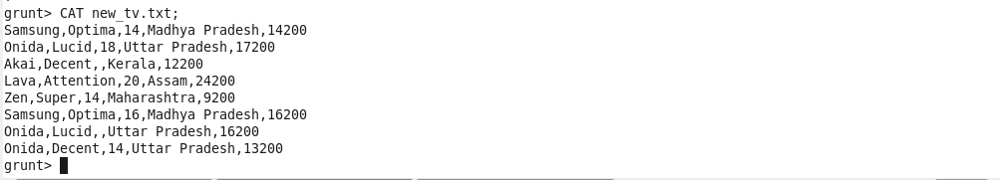 grunt> CAT new_tv.txt;
Samsung,Optima,14,Madhya Pradesh,14200
Onida,Lucid,18,Uttar Pradesh,17200
Akai,Decent,,Kerala,12200
Lava,Attention,20,Assam,24200
Zen,Super,14,Maharashtra,9200
Samsung,Optima,16,Madhya Pradesh,16200
Onida,Lucid,,Uttar Pradesh,16200
Onida,Decent,14,Uttar Pradesh,13200
grunt>